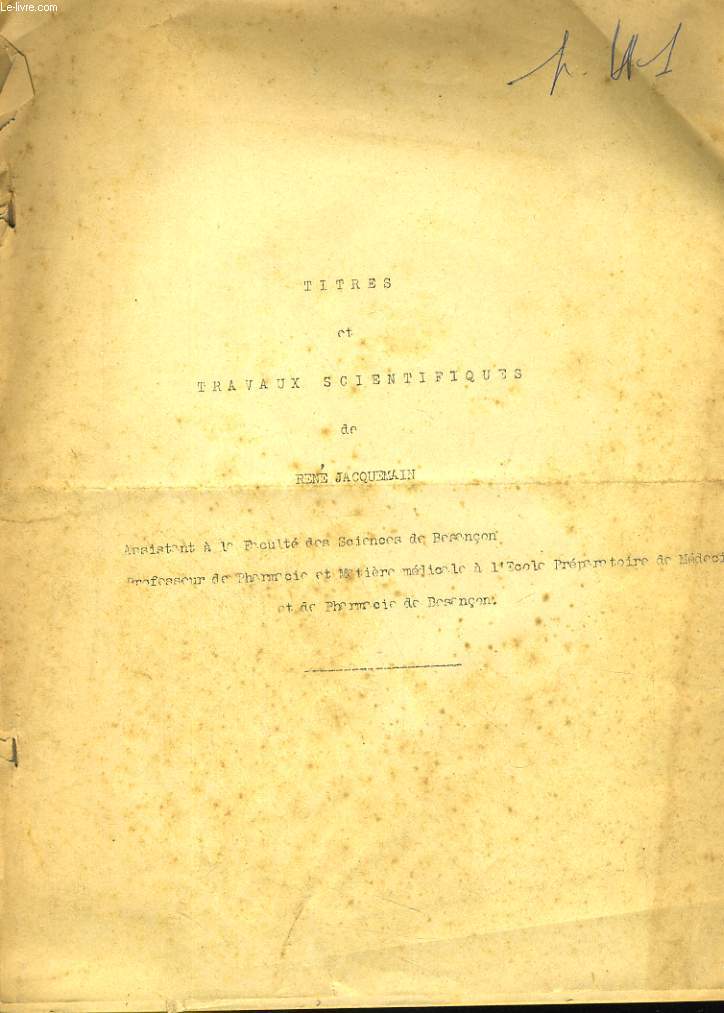 Le-livre.com
TITRES
et
TRAVAUX SCIENTIFIQUES
de
RENÉ JACQUEMAIN
Assistant à la Faculté des Sciences de Besançon
Professeur de Pharmacie et Matière médicale à l'Ecole Préparatoire de Médeci
et de Pharmacie de Besançon.